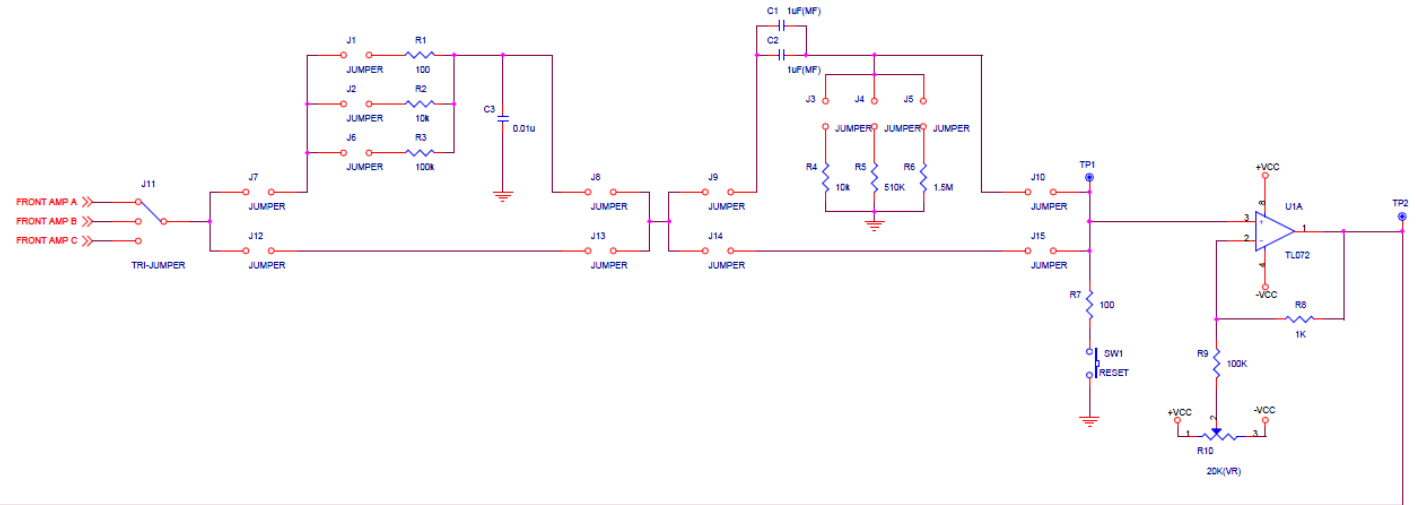 C1 1uF(MF)
C2
1uF(MF)
J1 R1
JUMPER 100
J2 R2
JUMPER 10k
J6 R3
JUMPER 100k
C3
0.01u
J3 J4 J5
JUMPER JUMPER JUMPER
R4 R5 R6
10k 510K 1.5M
J11
FRONT AMP A
FRONT AMP B
FRONT AMP C
TRI-JUMPER
J7
JUMPER
J12
JUMPER
J8
JUMPER
J13
JUMPER
J9
JUMPER
J14
JUMPER
J10
JUMPER
J15
JUMPER
TP1
R7
100
SW1
RESET
+VCC
8
U1A
3 +
2 -
1
TL072
4
-VCC
TP2
R8
1K
R9
100K
+VCC 2 -VCC
1 3
R10
20K(VR)